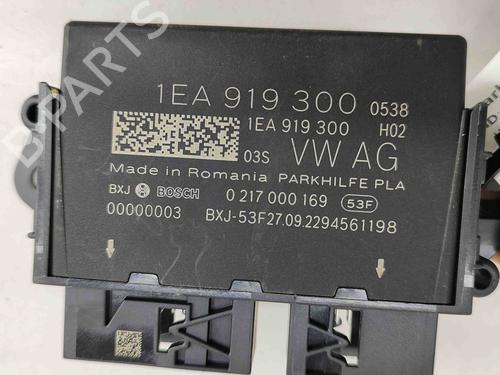 B-PARTS
1EA 919 300 0538
1EA 919 300 H02
03S VW AG
Made in Romania PARKHILFE PLA
BXJ BOSCH 0 217 000 169 53F
00000003 BXJ-53F27.09.2294561198